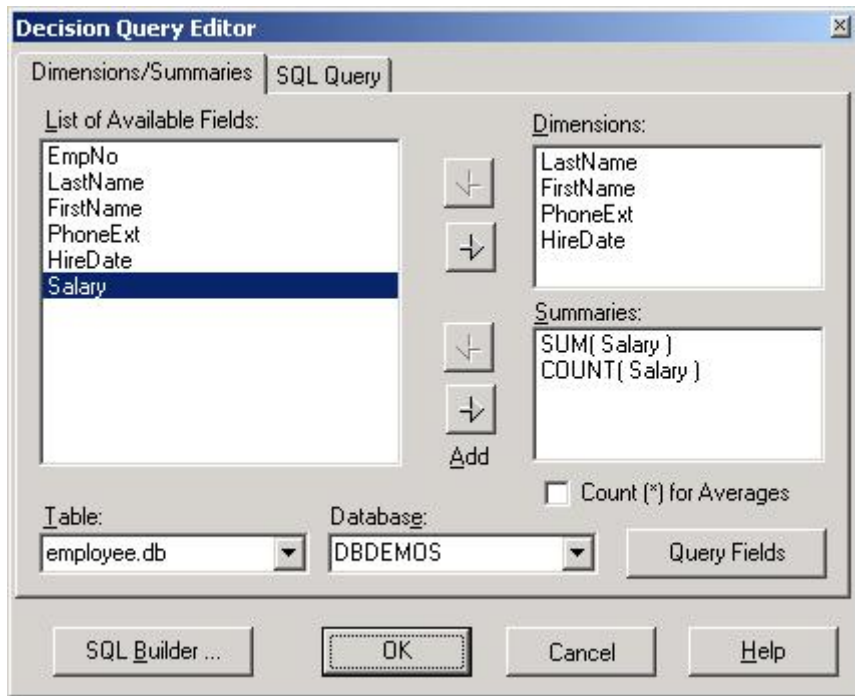 Decision Query Editor
Dimensions/Summaries
SQL Query
List of Available Fields:
EmpNo
LastName
FirstName
PhoneExt
HireDate
Salary
Dimensions:
LastName
FirstName
PhoneExt
HireDate
Summaries:
SUM( Salary )
COUNT( Salary )
Add
Count (*) for Averages
Table:
employee.db
Database:
DBDEMOS
Query Fields
SQL Builder ...
OK
Cancel
Help